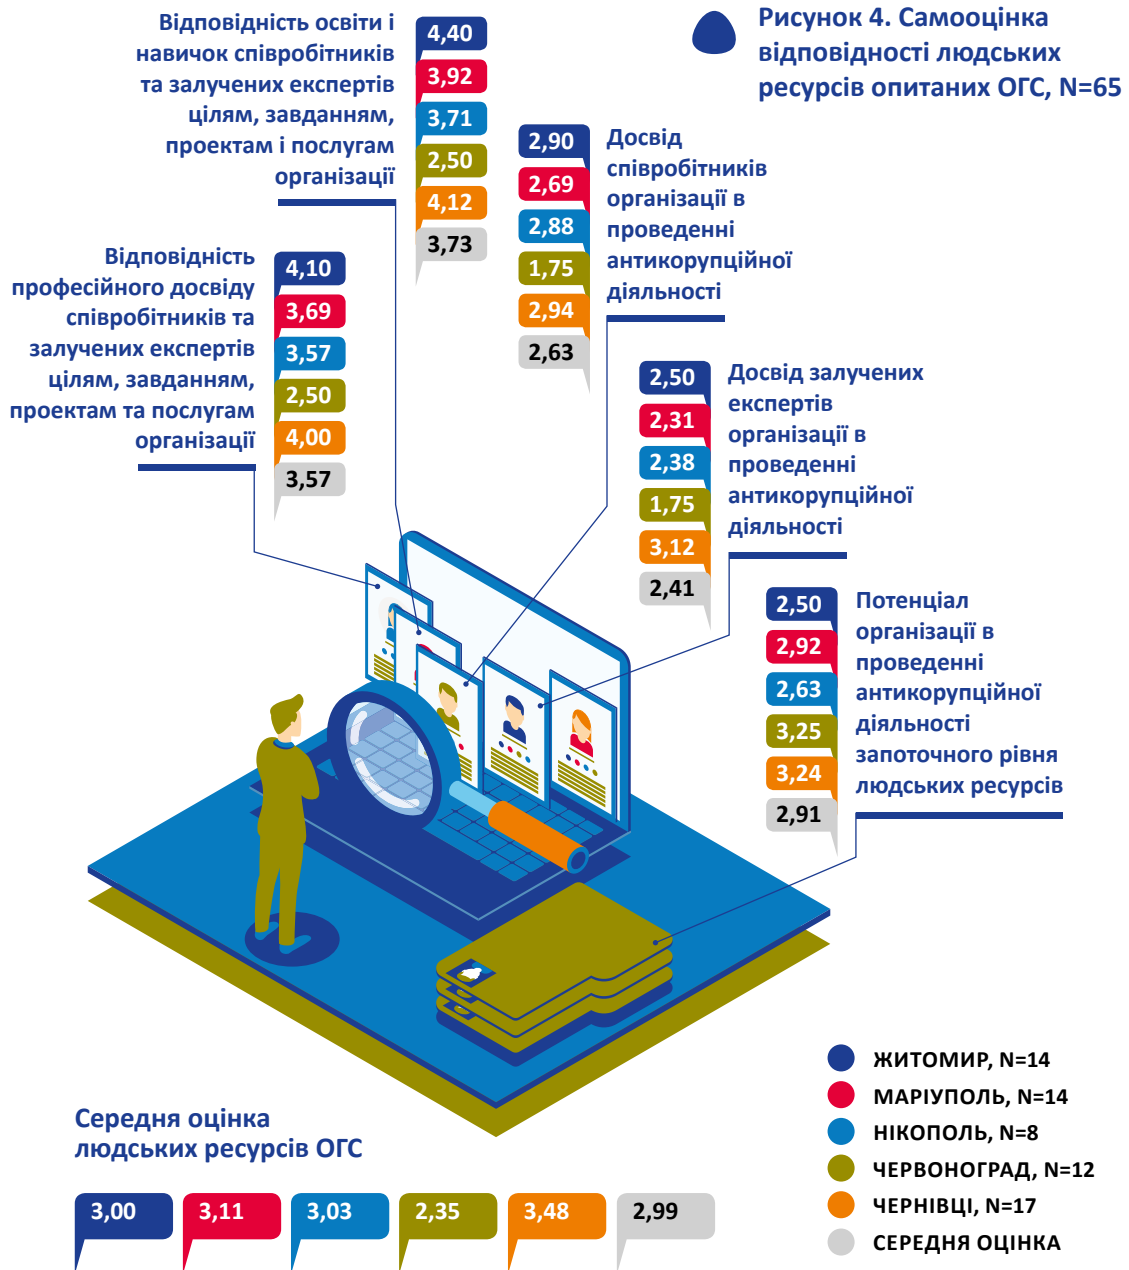 Рисунок 4. Самооцінка
відповідності людських
ресурсів опитаних ОГС, N=65
Відповідність освіти і
навичок співробітників
та залучених експертів
цілям, завданням,
проектам і послугам
організації
4,40
3,92
3,71
2,50
4,12
3,73
Досвід
співробітників
організації в
проведенні
антикорупційної
діяльності
2,90
2,69
2,88
1,75
2,94
2,63
Відповідність
професійного досвіду
співробітників та
залучених експертів
цілям, завданням,
проектам та послугам
організації
4,10
3,69
3,57
2,50
4,00
3,57
Досвід залучених
експертів
організації в
проведенні
антикорупційної
діяльності
2,50
2,31
2,38
1,75
3,12
2,41
Потенціал
організації в
проведенні
антикорупційної
діяльності
запоточного рівня
людських ресурсів
2,50
2,92
2,63
3,25
3,24
2,91
ЖИТОМИР, N=14
МАРІУПОЛЬ, N=14
НІКОПОЛЬ, N=8
ЧЕРВОНОГРАД, N=12
ЧЕРНІВЦІ, N=17
СЕРЕДНЯ ОЦІНКА
Середня оцінка
людських ресурсів ОГС
3,00 3,11 3,03 2,35 3,48 2,99